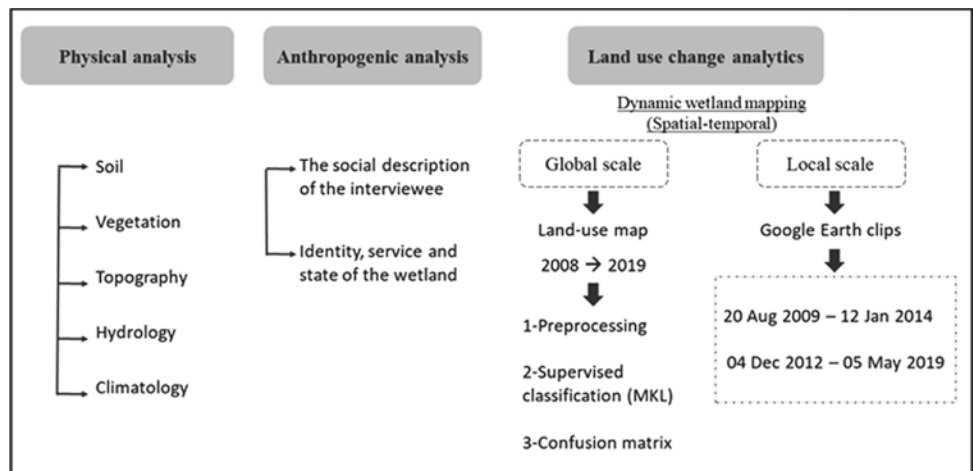 Physical analysis
Anthropogenic analysis
Land use change analytics
Soil
Vegetation
Topography
Hydrology
Climatology
The social description
of the interviewee
Identity, service and
state of the wetland
Dynamic wetland mapping
(Spatial-temporal)
Global scale
Land-use map
2008 → 2019
1-Preprocessing
2-Supervised
classification (MKL)
3-Confusion matrix
Local scale
Google Earth clips
20 Aug 2009 – 12 Jan 2014
04 Dec 2012 – 05 May 2019